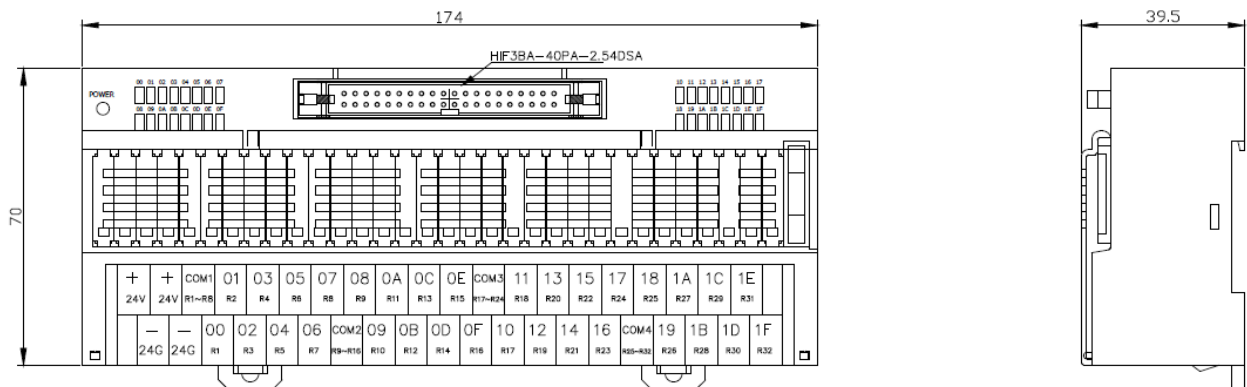 174
39.5
HIF3BA-40PA-2.54DSA
70
POWER
00 01 02 03 04 05 06 07
08 09 0A 0B 0C 0D 0E 0F
10 11 12 13 14 15 16 17
18 19 1A 1B 1C 1D 1E 1F
+ + COM1 01 03 05 07 08 0A 0C 0E COM3 11 13 15 17 18 1A 1C 1E
24V 24V R1~R8 R2 R4 R6 R8 R9 R11 R13 R15 R17~R24 R18 R20 R22 R24 R25 R27 R29 R31
- - 00 02 04 06 COM2 09 0B 0D 0F 10 12 14 16 COM4 19 1B 1D 1F
24G 24G R1 R3 R5 R7 R9~R16 R10 R12 R14 R16 R17 R19 R21 R23 R25~R32 R26 R28 R30 R32